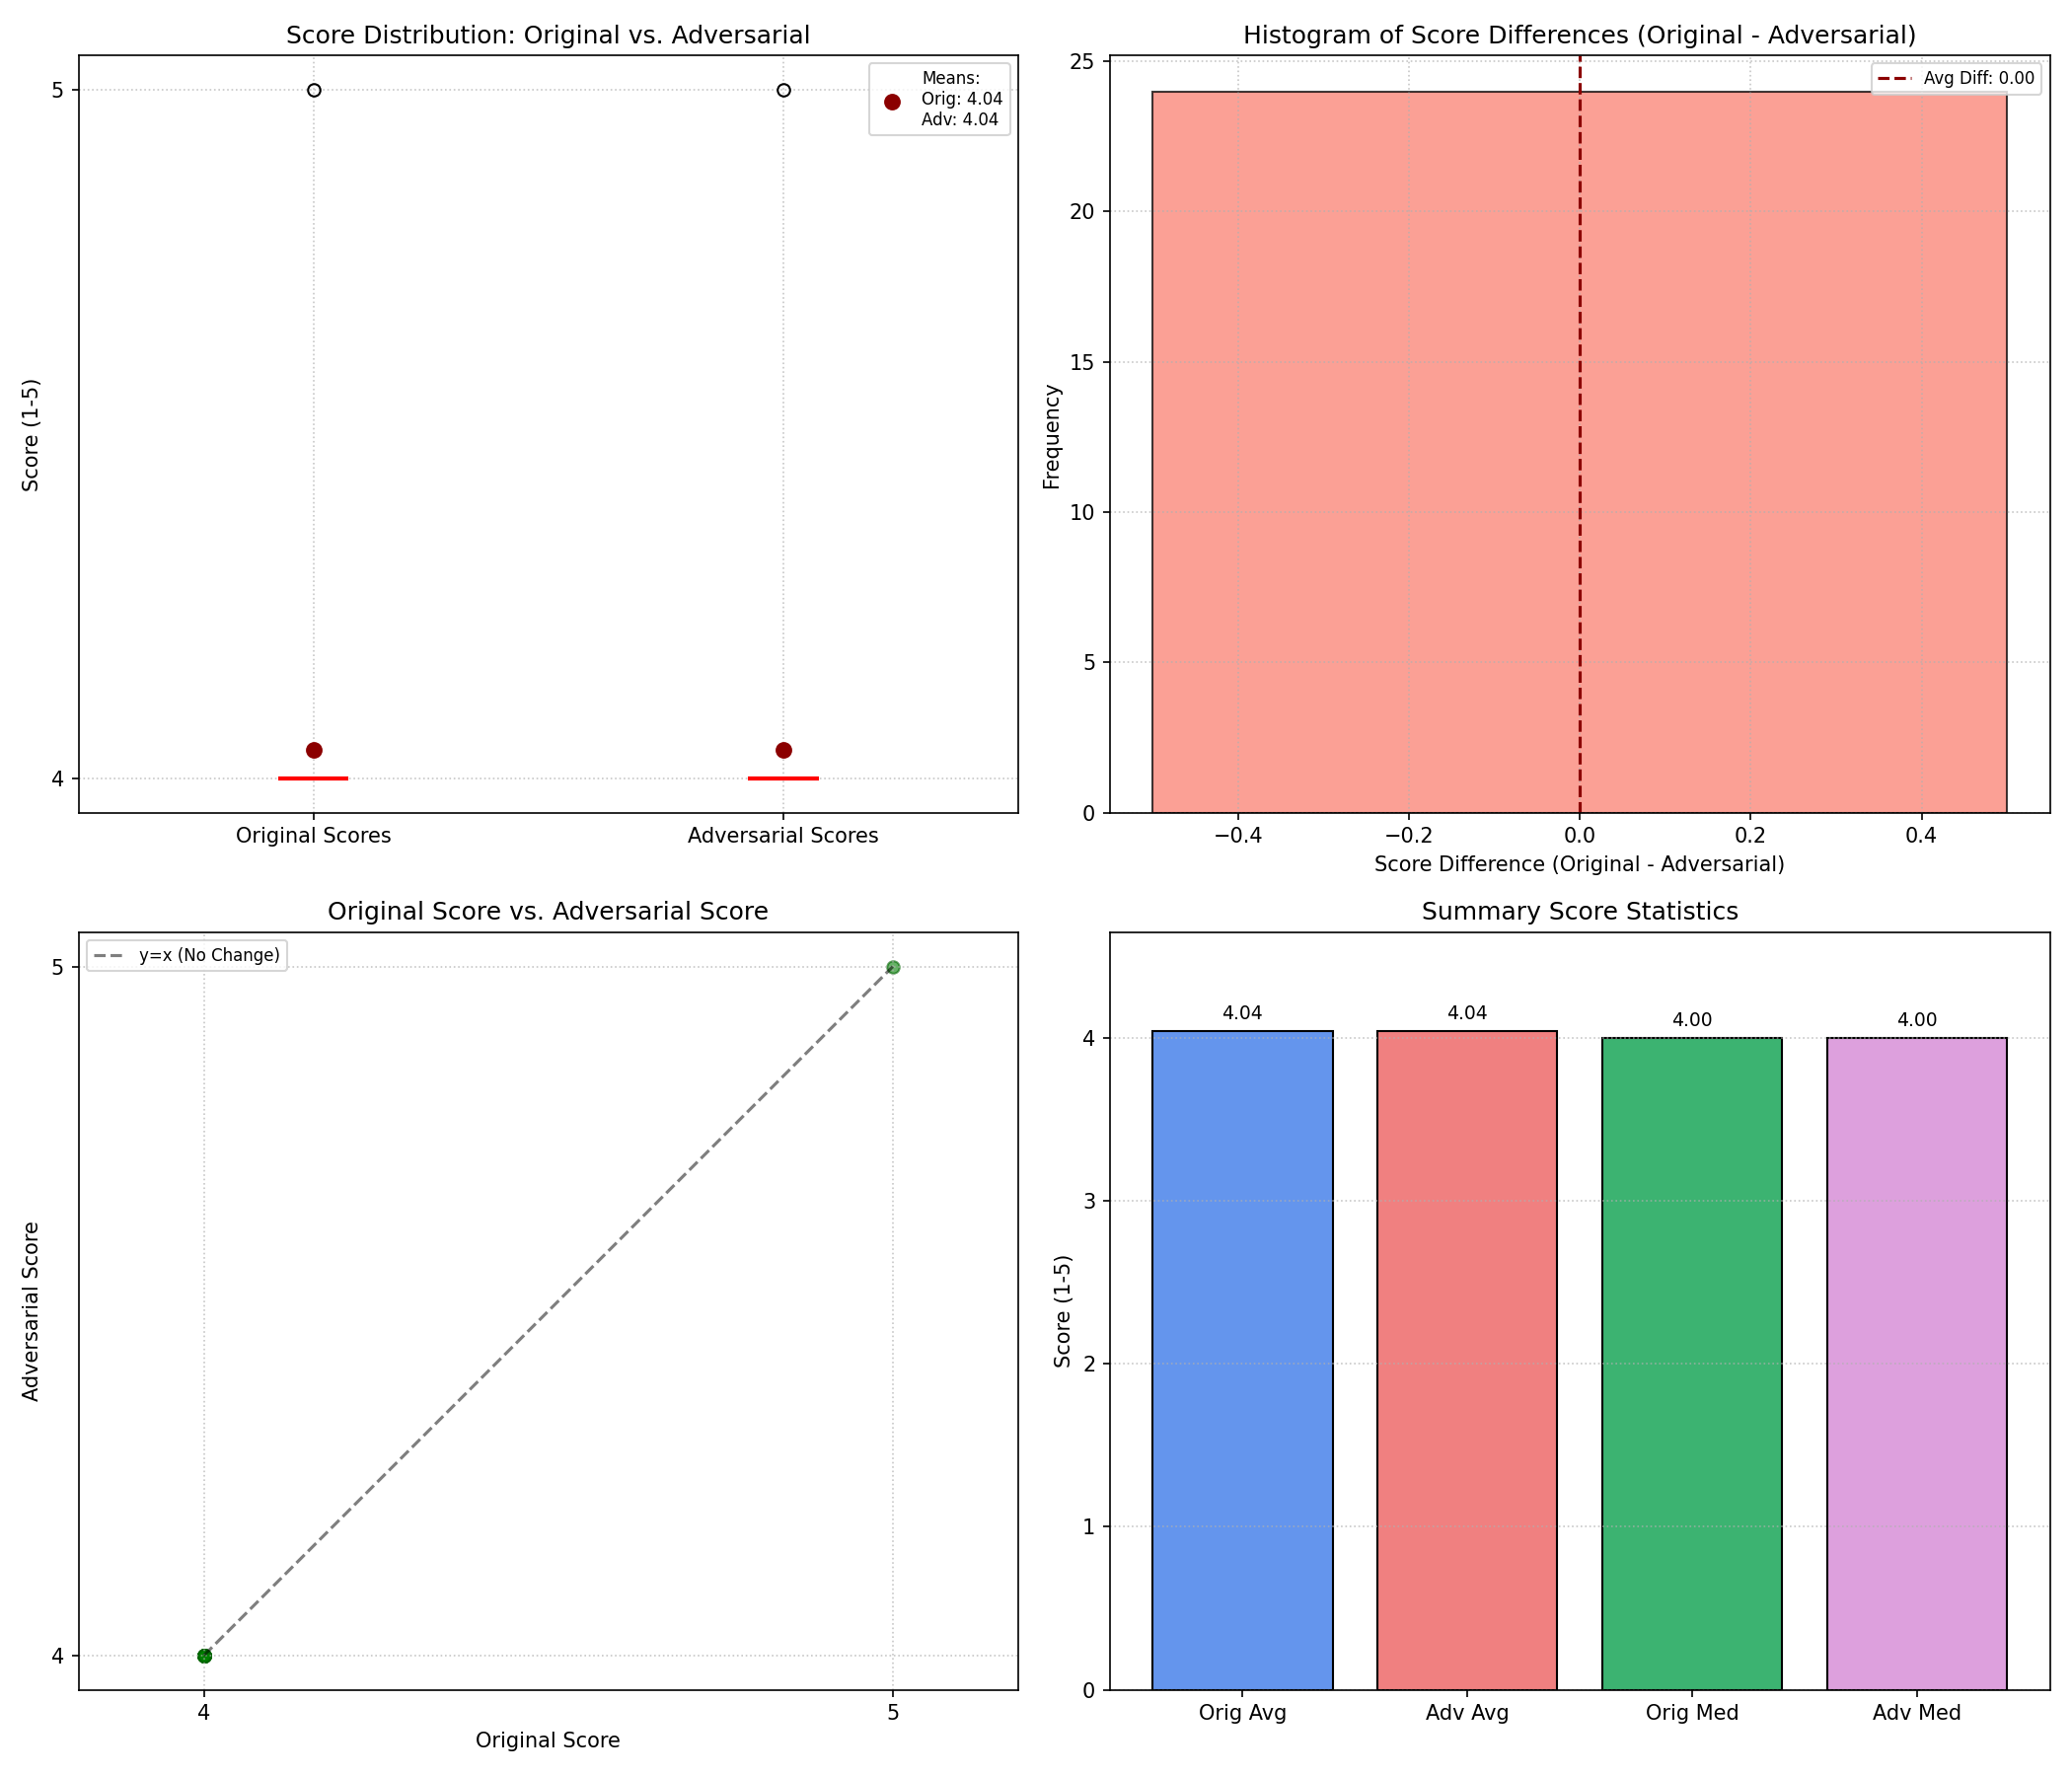 Score Distribution: Original vs. Adversarial
5
4
Score (1-5)
Means:
Orig: 4.04
Adv: 4.04
Original Scores
Adversarial Scores
Histogram of Score Differences (Original - Adversarial)
25
20
15
10
5
0
Frequency
Avg Diff: 0.00
−0.4
−0.2
0.0
0.2
0.4
Score Difference (Original - Adversarial)
Original Score vs. Adversarial Score
y=x (No Change)
5
4
Adversarial Score
4
5
Original Score
Summary Score Statistics
4
3
2
1
0
Score (1-5)
4.04
4.04
4.00
4.00
Orig Avg
Adv Avg
Orig Med
Adv Med